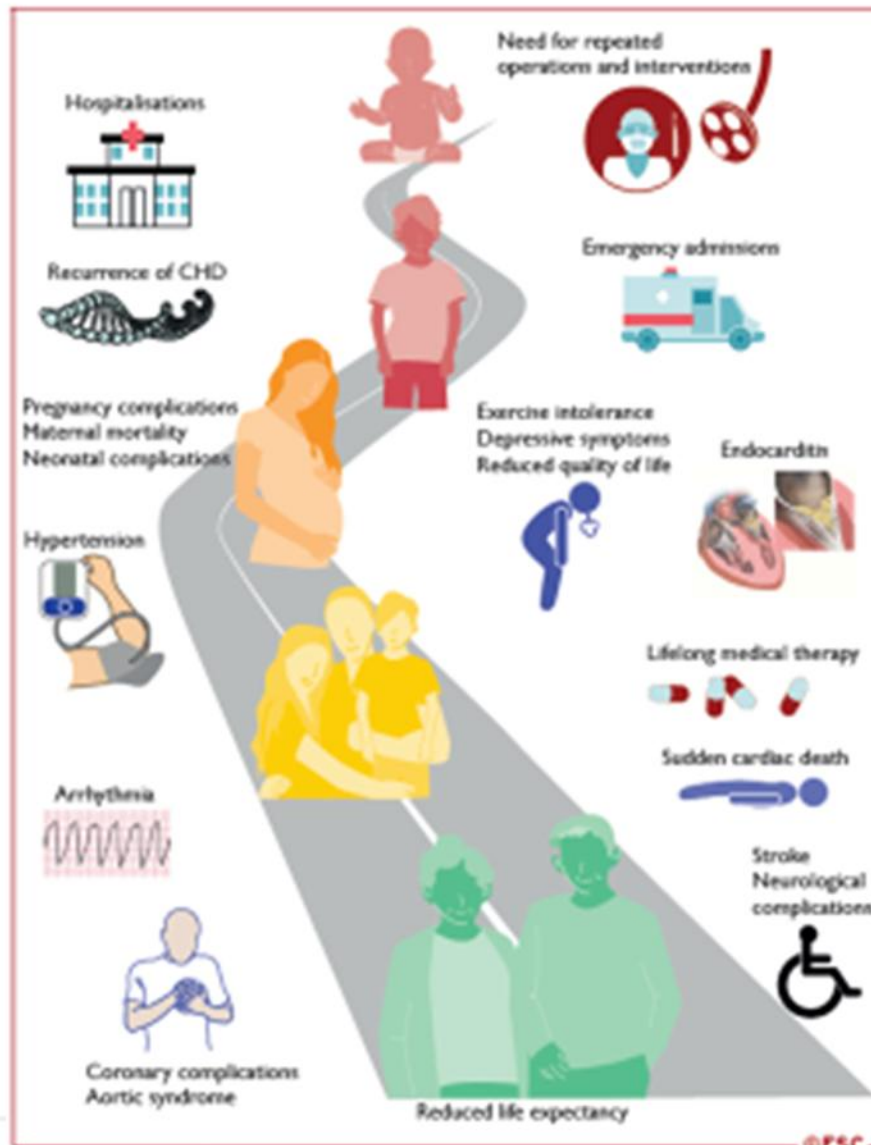 Need for repeated
operations and interventions
Hospitalisations
Emergency admissions
Recurrence of CHD
Pregnancy complications
Maternal mortality
Neonatal complications
Exercise intolerance
Depressive symptoms
Reduced quality of life
Endocarditin
Hypertension
Lifelong medical therapy
Sudden cardiac death
Arrhythmia
Stroke
Neurological
complications
Coronary complications
Aortic syndrome
Reduced life expectancy
©ESC